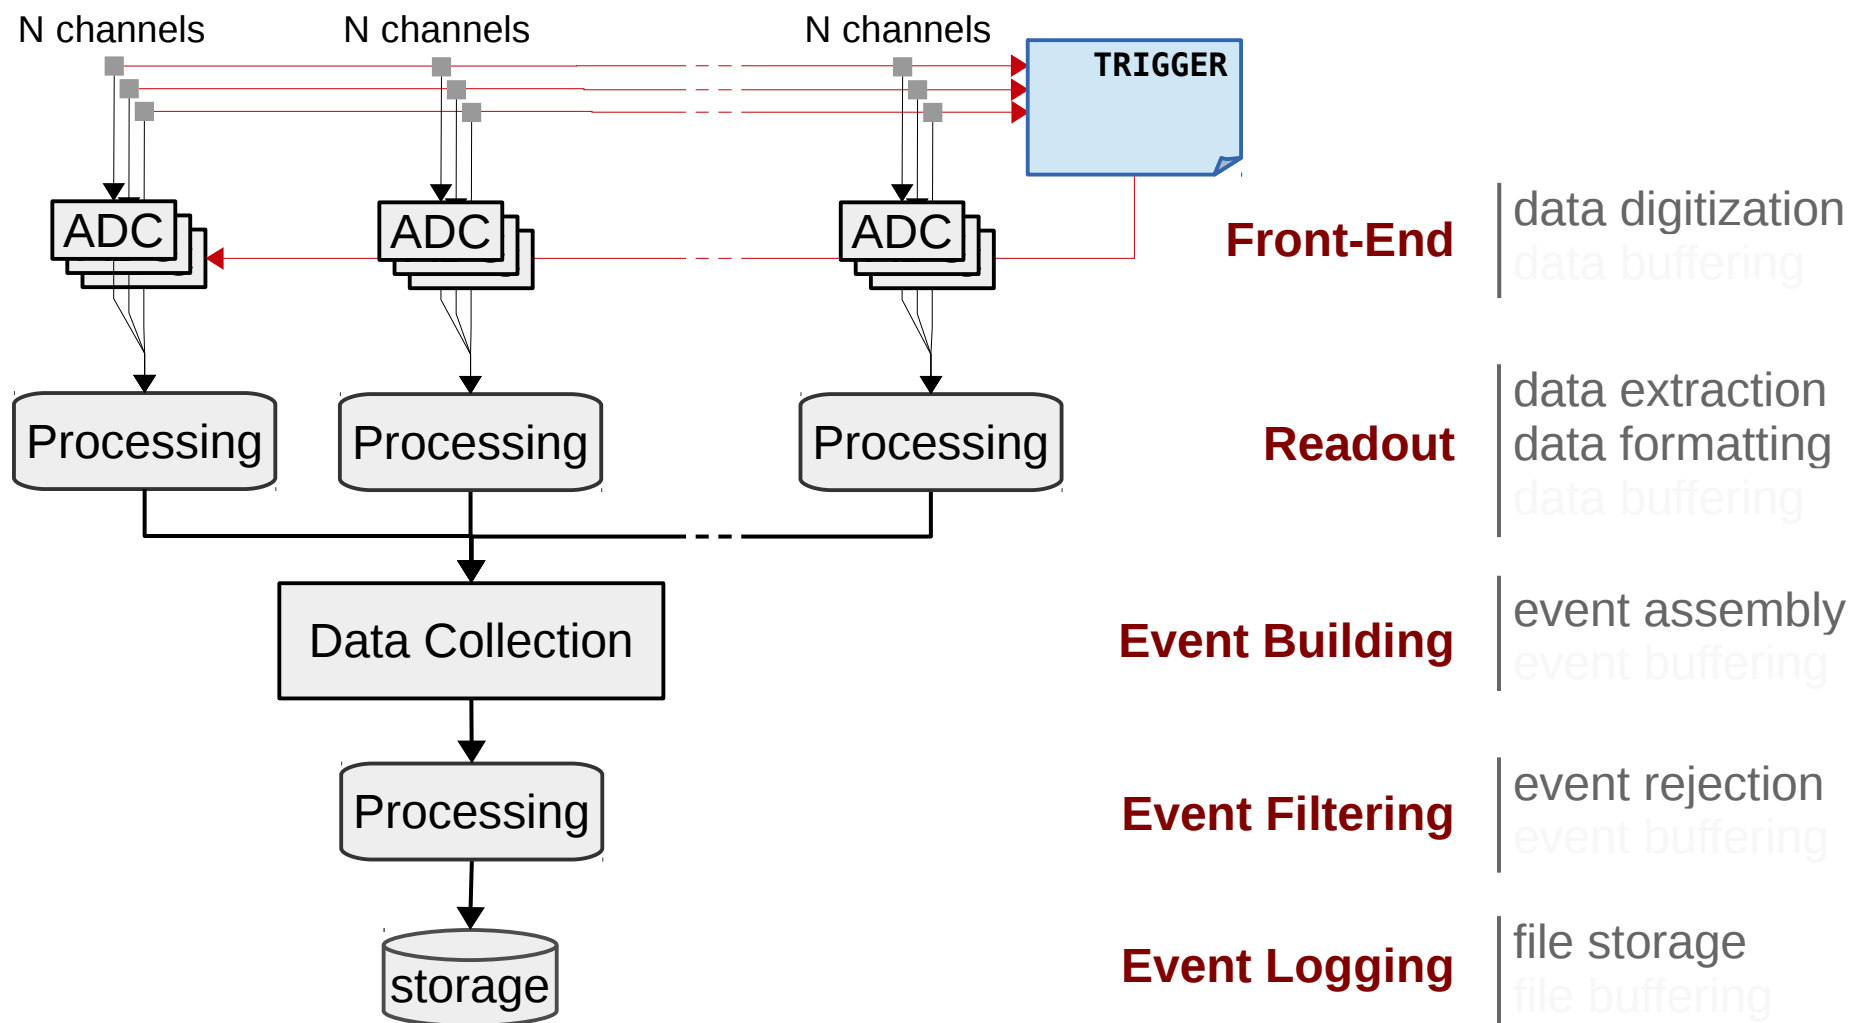 N channels N channels N channels
TRIGGER
ADC ADC ADC
Front-End
data digitization
data buffering
Processing Processing Processing
Readout
data extraction
data formatting
data buffering
Data Collection
Event Building
event assembly
event buffering
Processing
Event Filtering
event rejection
event buffering
storage
Event Logging
file storage
file buffering